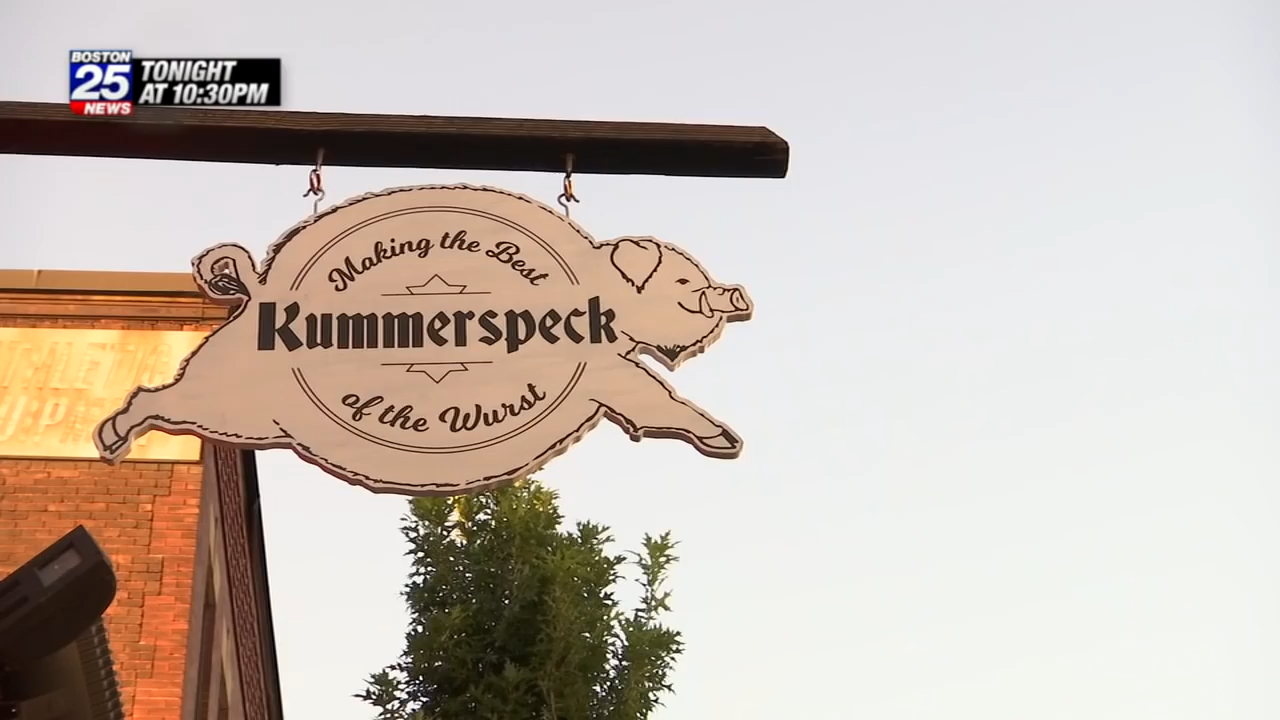 BOSTON
25
NEWS
TONIGHT
AT 10:30PM
Making the Best
Kummerspeck
of the Wurst